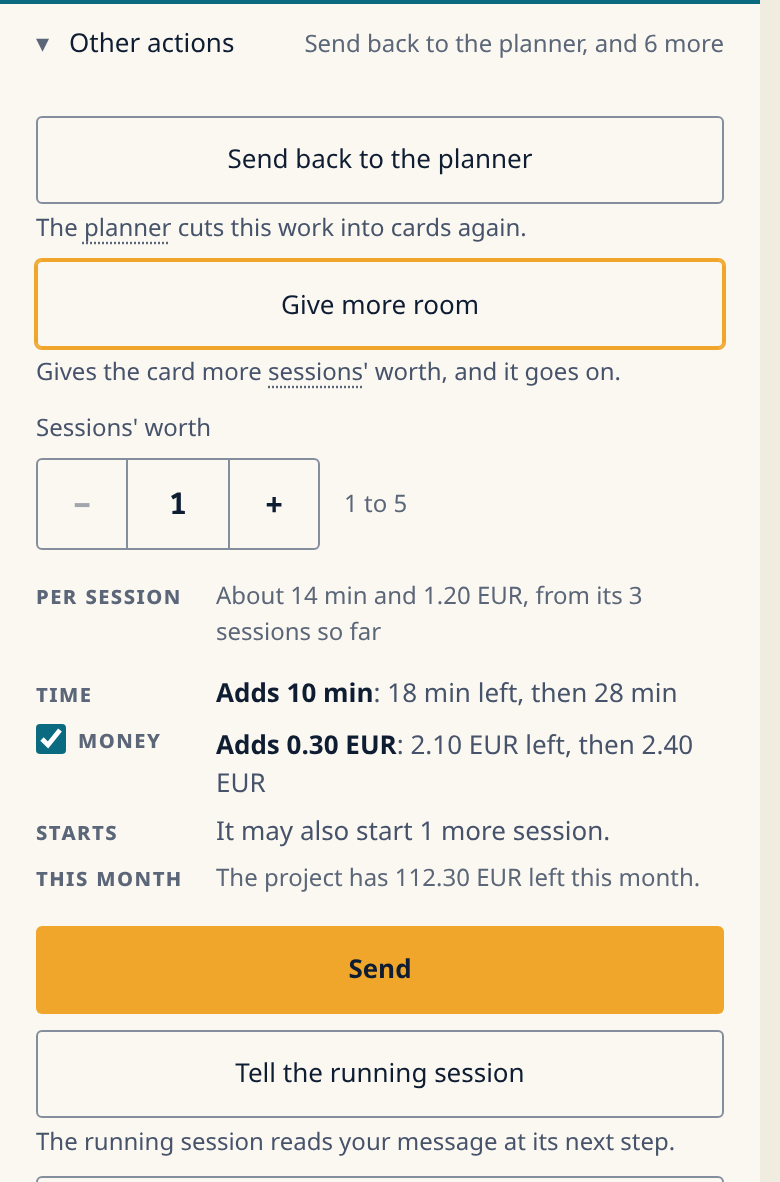 ▼ Other actions Send back to the planner, and 6 more
Send back to the planner
The planner cuts this work into cards again.
Give more room
Gives the card more sessions' worth, and it goes on.
Sessions' worth
− 1 + 1 to 5
PER SESSION About 14 min and 1.20 EUR, from its 3
sessions so far
TIME Adds 10 min: 18 min left, then 28 min
MONEY Adds 0.30 EUR: 2.10 EUR left, then 2.40
EUR
STARTS It may also start 1 more session.
THIS MONTH The project has 112.30 EUR left this month.
Send
Tell the running session
The running session reads your message at its next step.